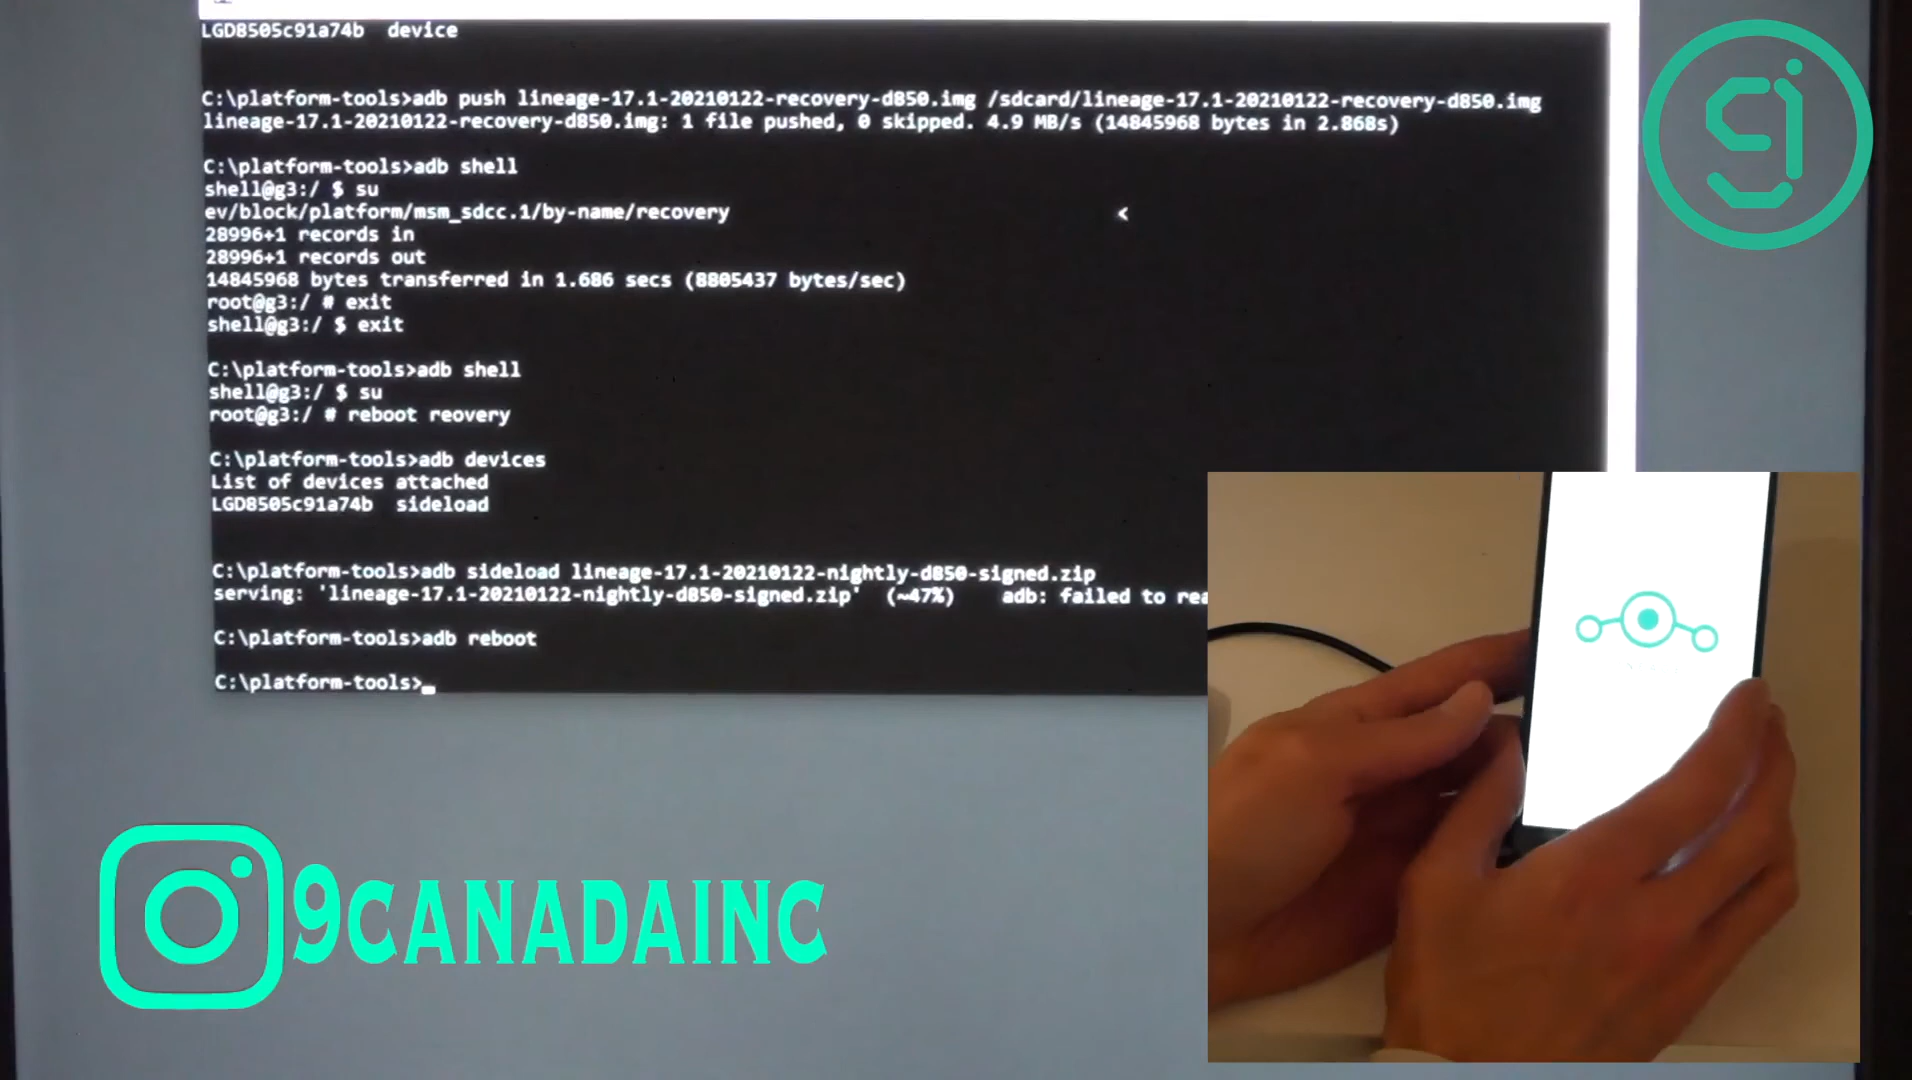 LGD8505c91a74b device
C:\platform-tools>adb push lineage-17.1-20210122-recovery-d850.img /sdcard/lineage-17.1-20210122-recovery-d850.img
lineage-17.1-20210122-recovery-d850.img: 1 file pushed, 0 skipped. 4.9 MB/s (14845968 bytes in 2.868s)
C:\platform-tools>adb shell
shell@g3:/ $ su
ev/block/platform/msm_sdcc.1/by-name/recovery <
28996+1 records in
28996+1 records out
14845968 bytes transferred in 1.686 secs (8805437 bytes/sec)
root@g3:/ # exit
shell@g3:/ $ exit
C:\platform-tools>adb shell
shell@g3:/ $ su
root@g3:/ # reboot reovery
C:\platform-tools>adb devices
List of devices attached
LGD8505c91a74b sideload
C:\platform-tools>adb sideload lineage-17.1-20210122-nightly-d850-signed.zip
serving: 'lineage-17.1-20210122-nightly-d850-signed.zip' (~47%) adb: failed to rea
C:\platform-tools>adb reboot
C:\platform-tools>_
9CANADAINC